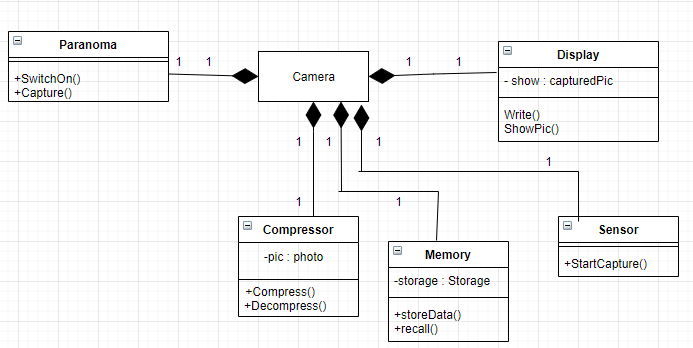 Paranoma
+SwitchOn()
+Capture()
1
1
Camera
1
1
Display
- show : capturedPic
Write()
ShowPic()
1
1
1
1
1
1
Compressor
-pic : photo
+Compress()
+Decompress()
Memory
-storage : Storage
+storeData()
+recall()
Sensor
+StartCapture()